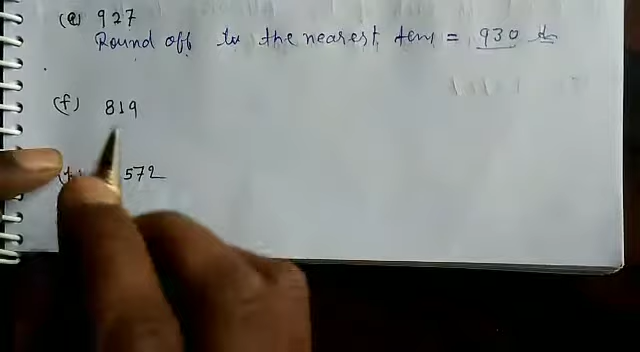 (e) 927
Round off to the nearest tens = 930
(f) 819
572